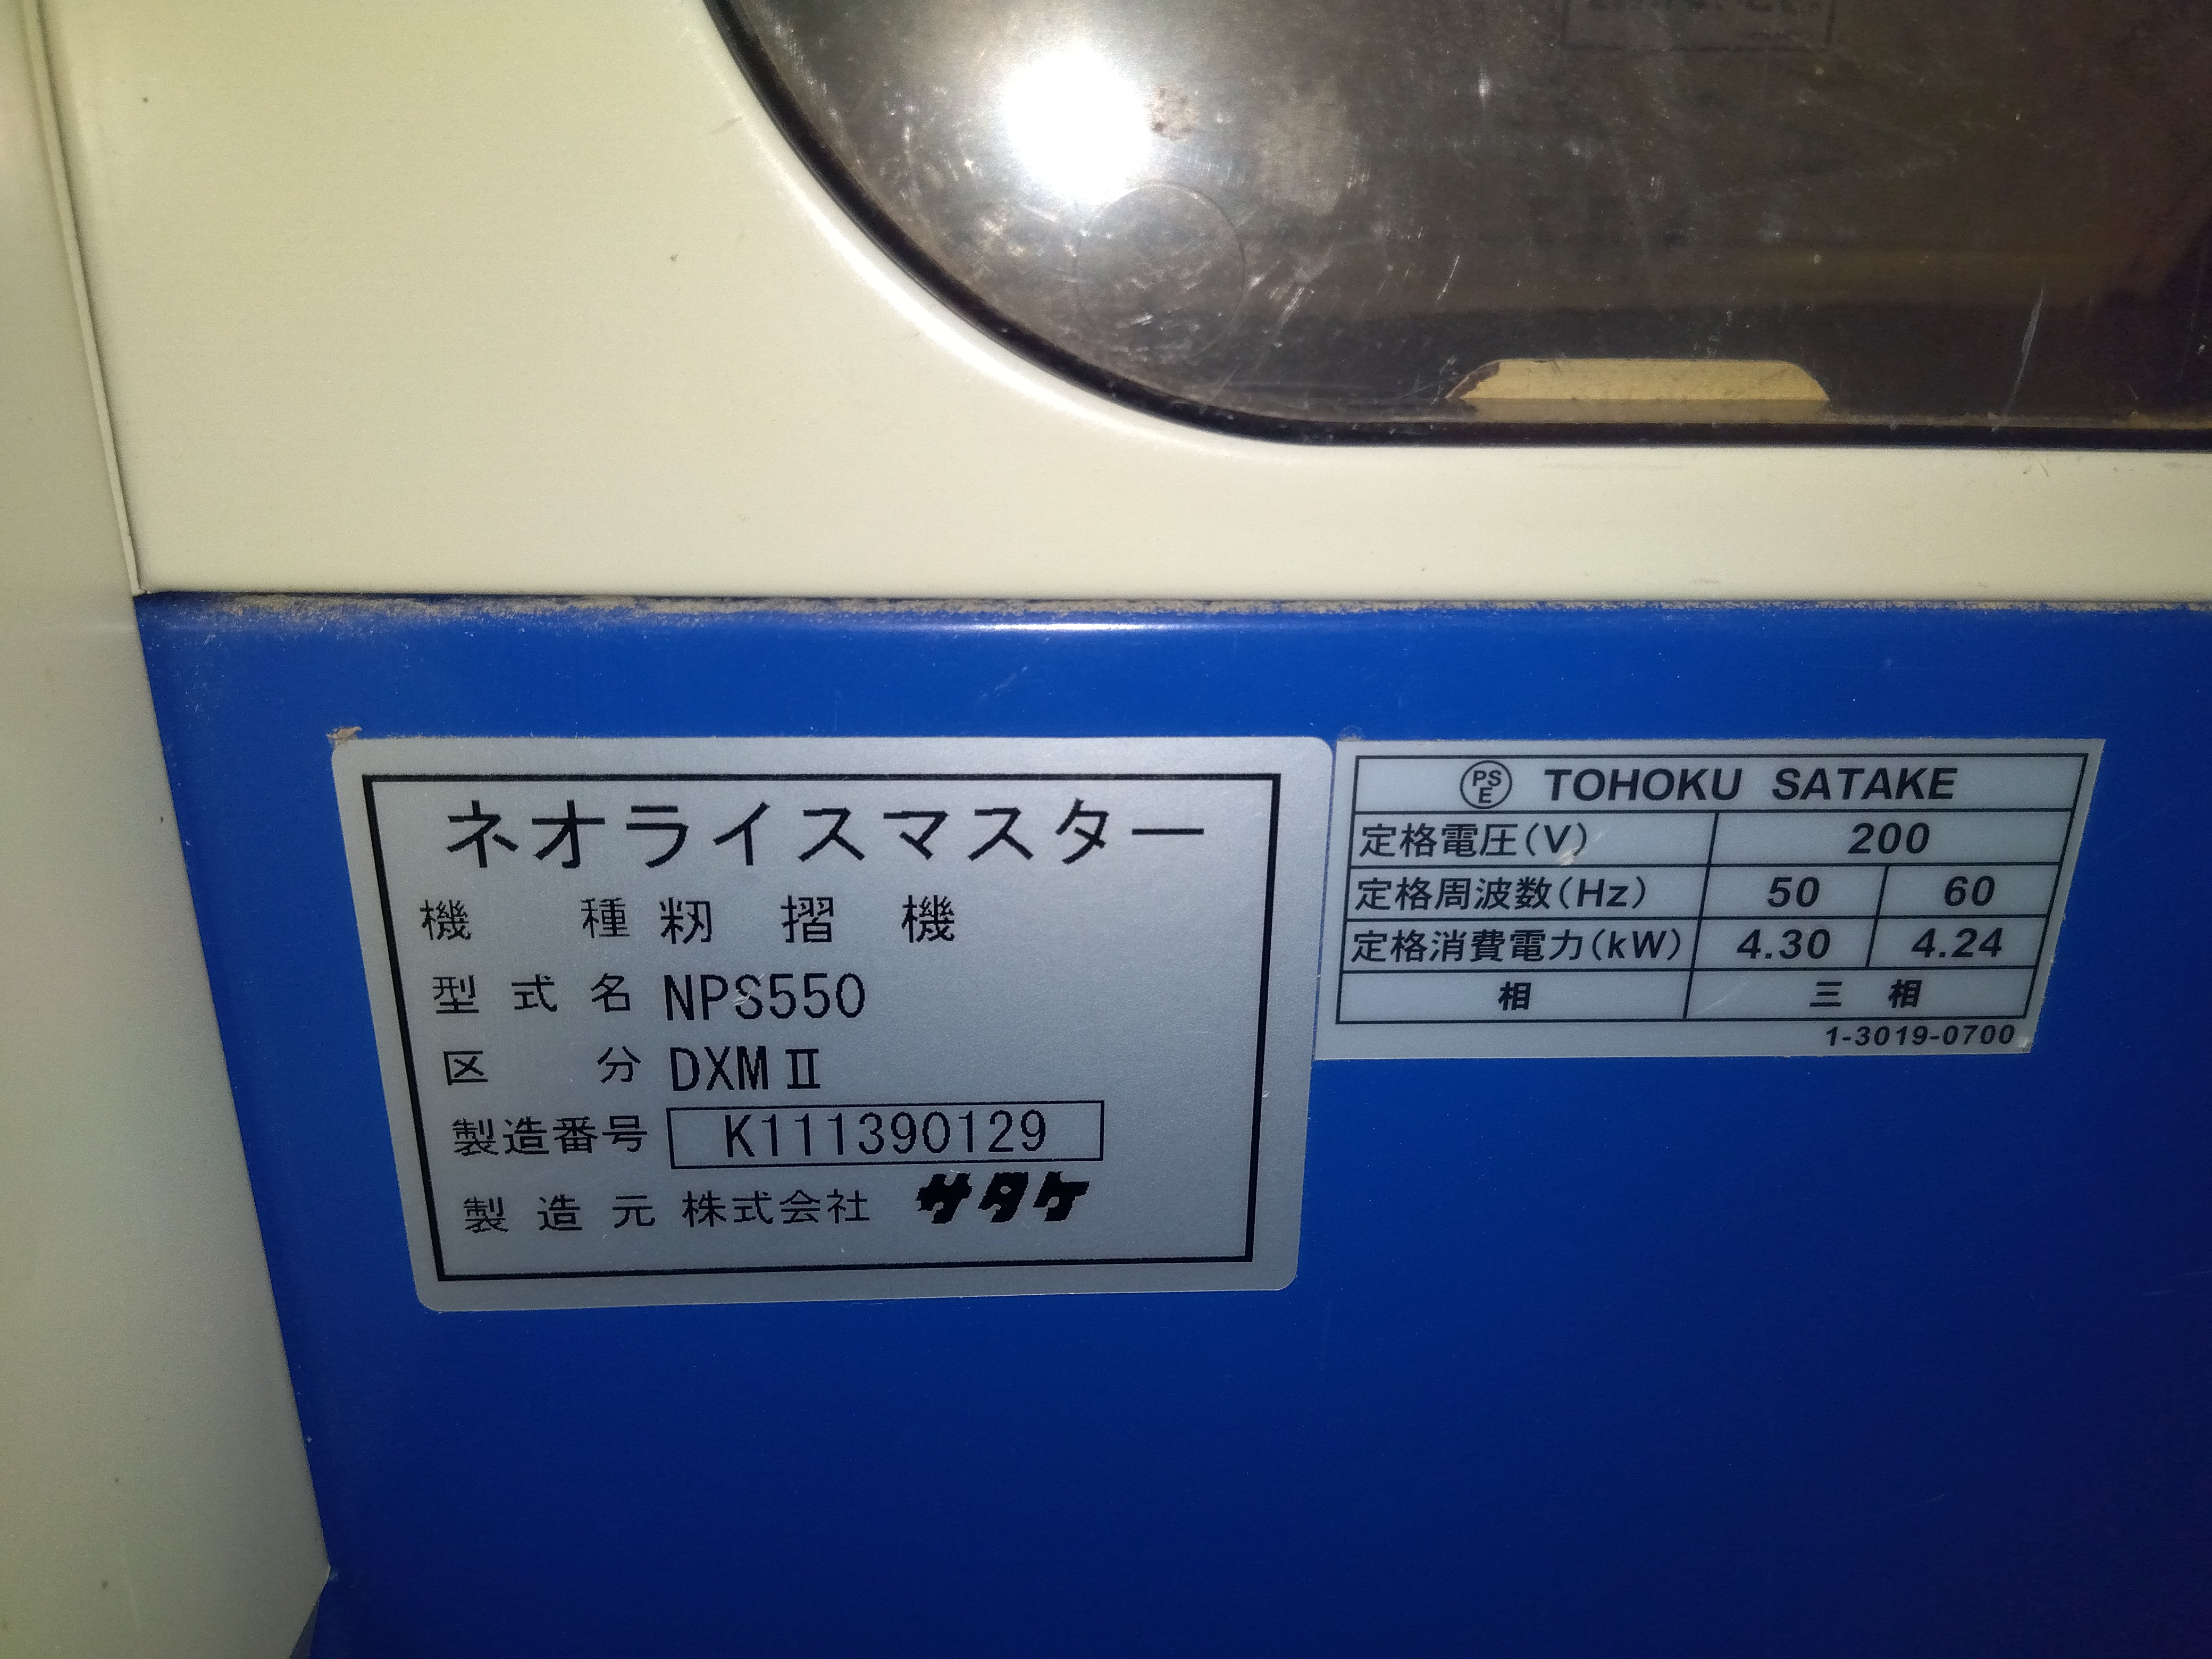 ネオライスマスター
機種 籾摺機
型式名 NPS550
区分 DXMⅡ
製造番号 K111390129
製造元 株式会社 サタケ
PSE TOHOKU SATAKE
定格電圧(V) 200
定格周波数(Hz) 50 60
定格消費電力(kW) 4.30 4.24
相 三相
1-3019-0700